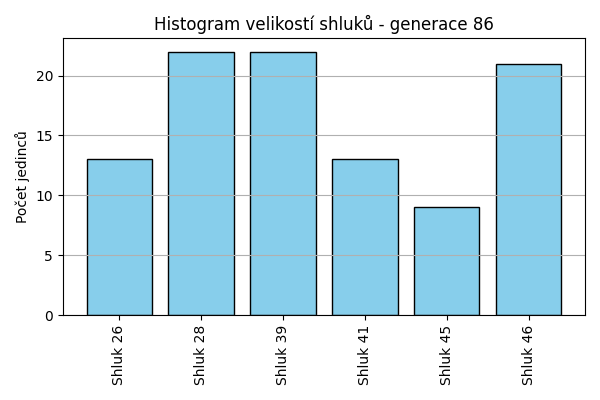 Histogram velikostí shluků - generace 86
Počet jedinců
20
15
10
5
0
Shluk 26
Shluk 28
Shluk 39
Shluk 41
Shluk 45
Shluk 46